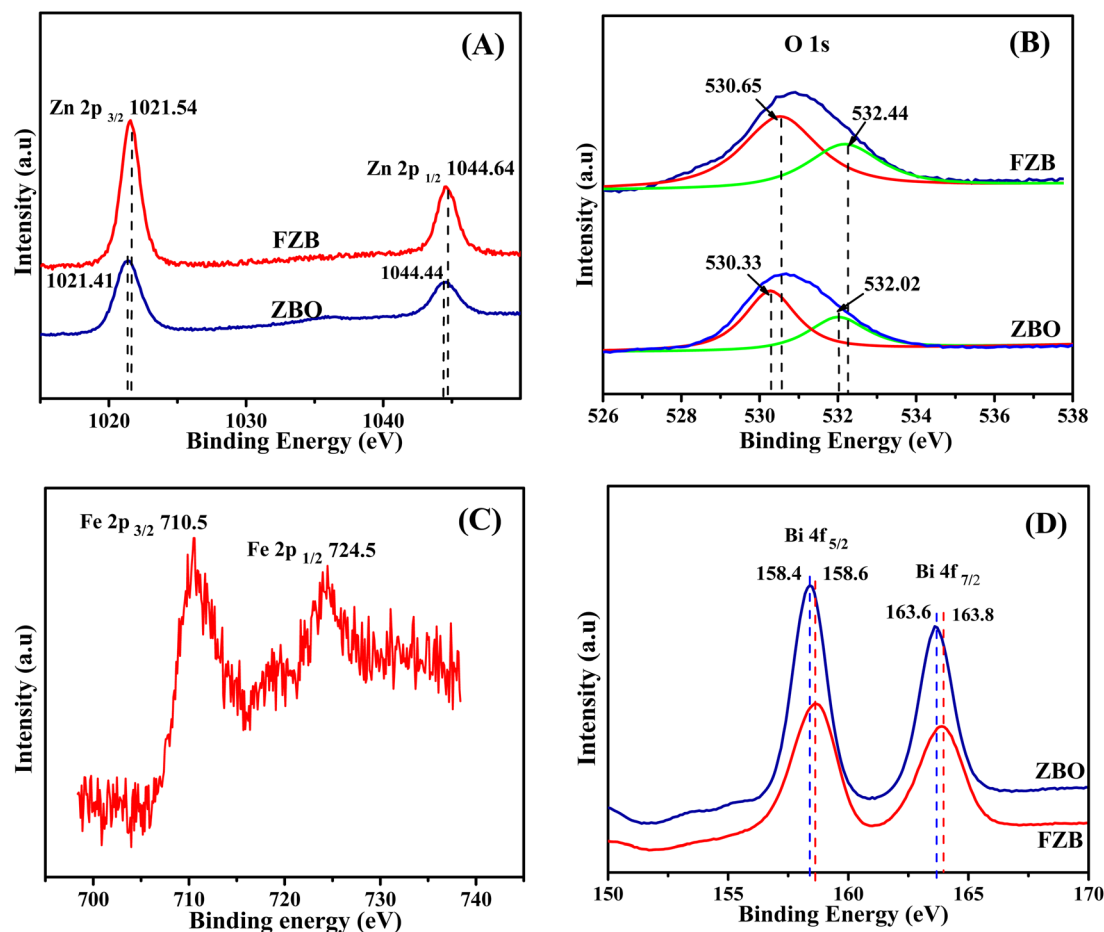 (A)
Zn 2p 3/2 1021.54
Zn 2p 1/2 1044.64
FZB
1021.41
1044.44
ZBO
Intensity (a.u)
1020
1030
1040
Binding Energy (eV)
(B)
O 1s
530.65
532.44
FZB
530.33
532.02
ZBO
Intensity (a.u)
526 528 530 532 534 536 538
Binding Energy (eV)
(C)
Fe 2p 3/2 710.5
Fe 2p 1/2 724.5
Intensity (a.u)
700 710 720 730 740
Binding energy (eV)
(D)
Bi 4f 5/2
158.4 158.6
Bi 4f 7/2
163.6 163.8
ZBO
FZB
Intensity (a.u)
150 155 160 165 170
Binding Energy (eV)